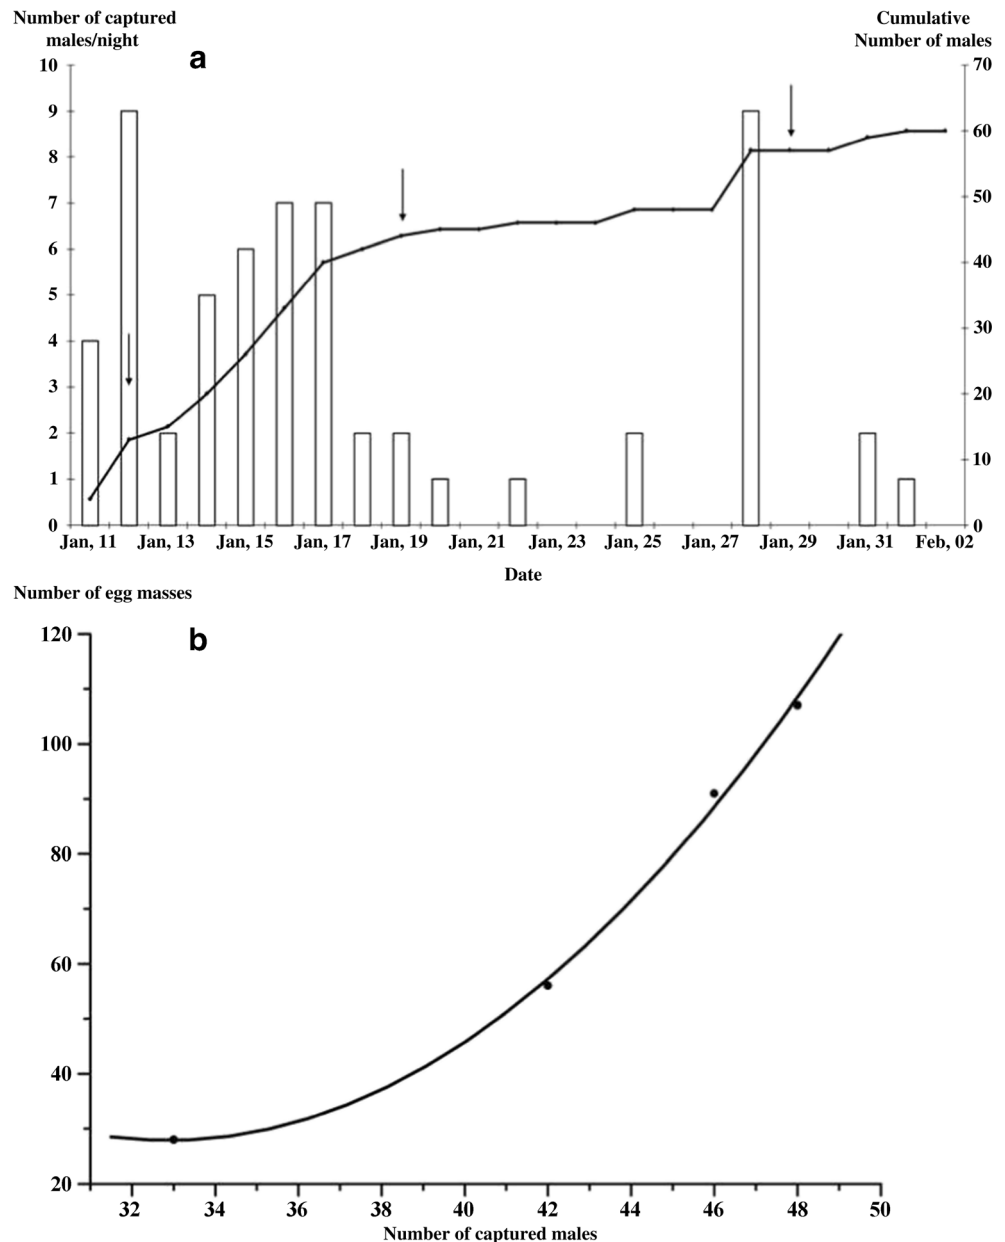 Number of captured
males/night
a
Cumulative
Number of males
10
9
8
7
6
5
4
3
2
1
0
70
60
50
40
30
20
10
0
Jan, 11 Jan, 13 Jan, 15 Jan, 17 Jan, 19 Jan, 21 Jan, 23 Jan, 25 Jan, 27 Jan, 29 Jan, 31 Feb, 02
Date
Number of egg masses
b
120
100
80
60
40
20
32 34 36 38 40 42 44 46 48 50
Number of captured males